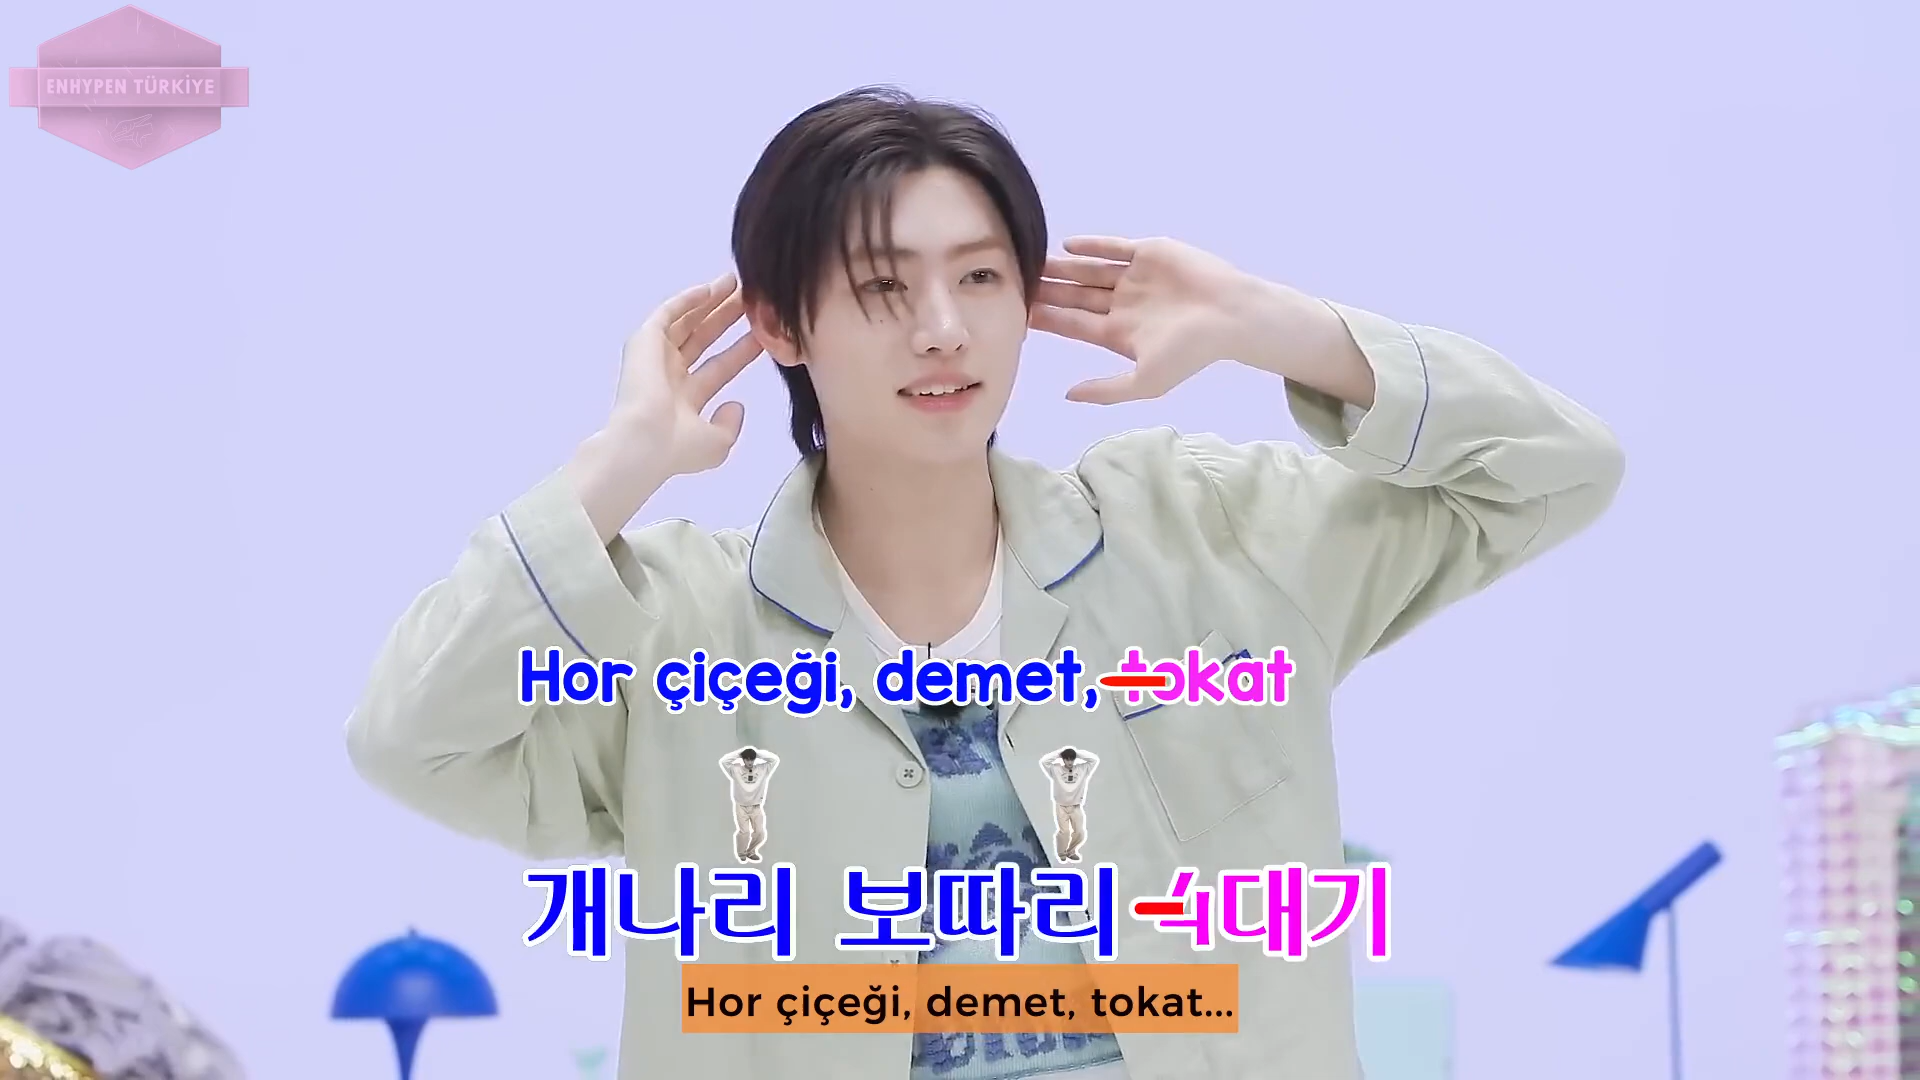 ENHYPEN TÜRKİYE
Hor çiçeği, demet, tokat
개나리 보따리 싸대기
Hor çiçeği, demet, tokat...